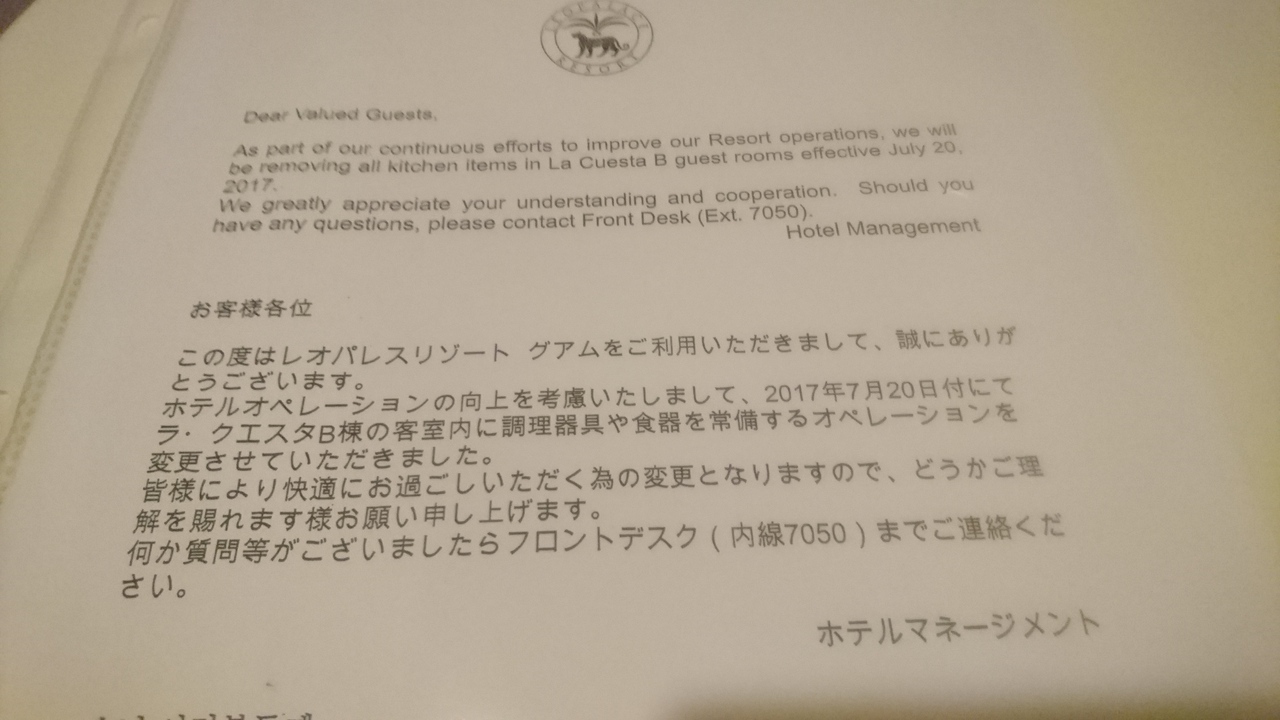 LEOPALACE
RESORT
Dear Valued Guests,
As part of our continuous efforts to improve our Resort operations, we will
be removing all kitchen items in La Cuesta B guest rooms effective July 20,
2017.
We greatly appreciate your understanding and cooperation. Should you
have any questions, please contact Front Desk (Ext. 7050).
Hotel Management
お客様各位
この度はレオパレスリゾート グアムをご利用いただきまして、誠にありが
とうございます。
ホテルオペレーションの向上を考慮いたしまして、2017年7月20日付にて
ラ・クエスタB棟の客室内に調理器具や食器を常備するオペレーションを
変更させていただきました。
皆様により快適にお過ごしいただく為の変更となりますので、どうかご理
解を賜れます様お願い申し上げます。
何か質問等がございましたらフロントデスク(内線7050)までご連絡くだ
さい。
ホテルマネージメント